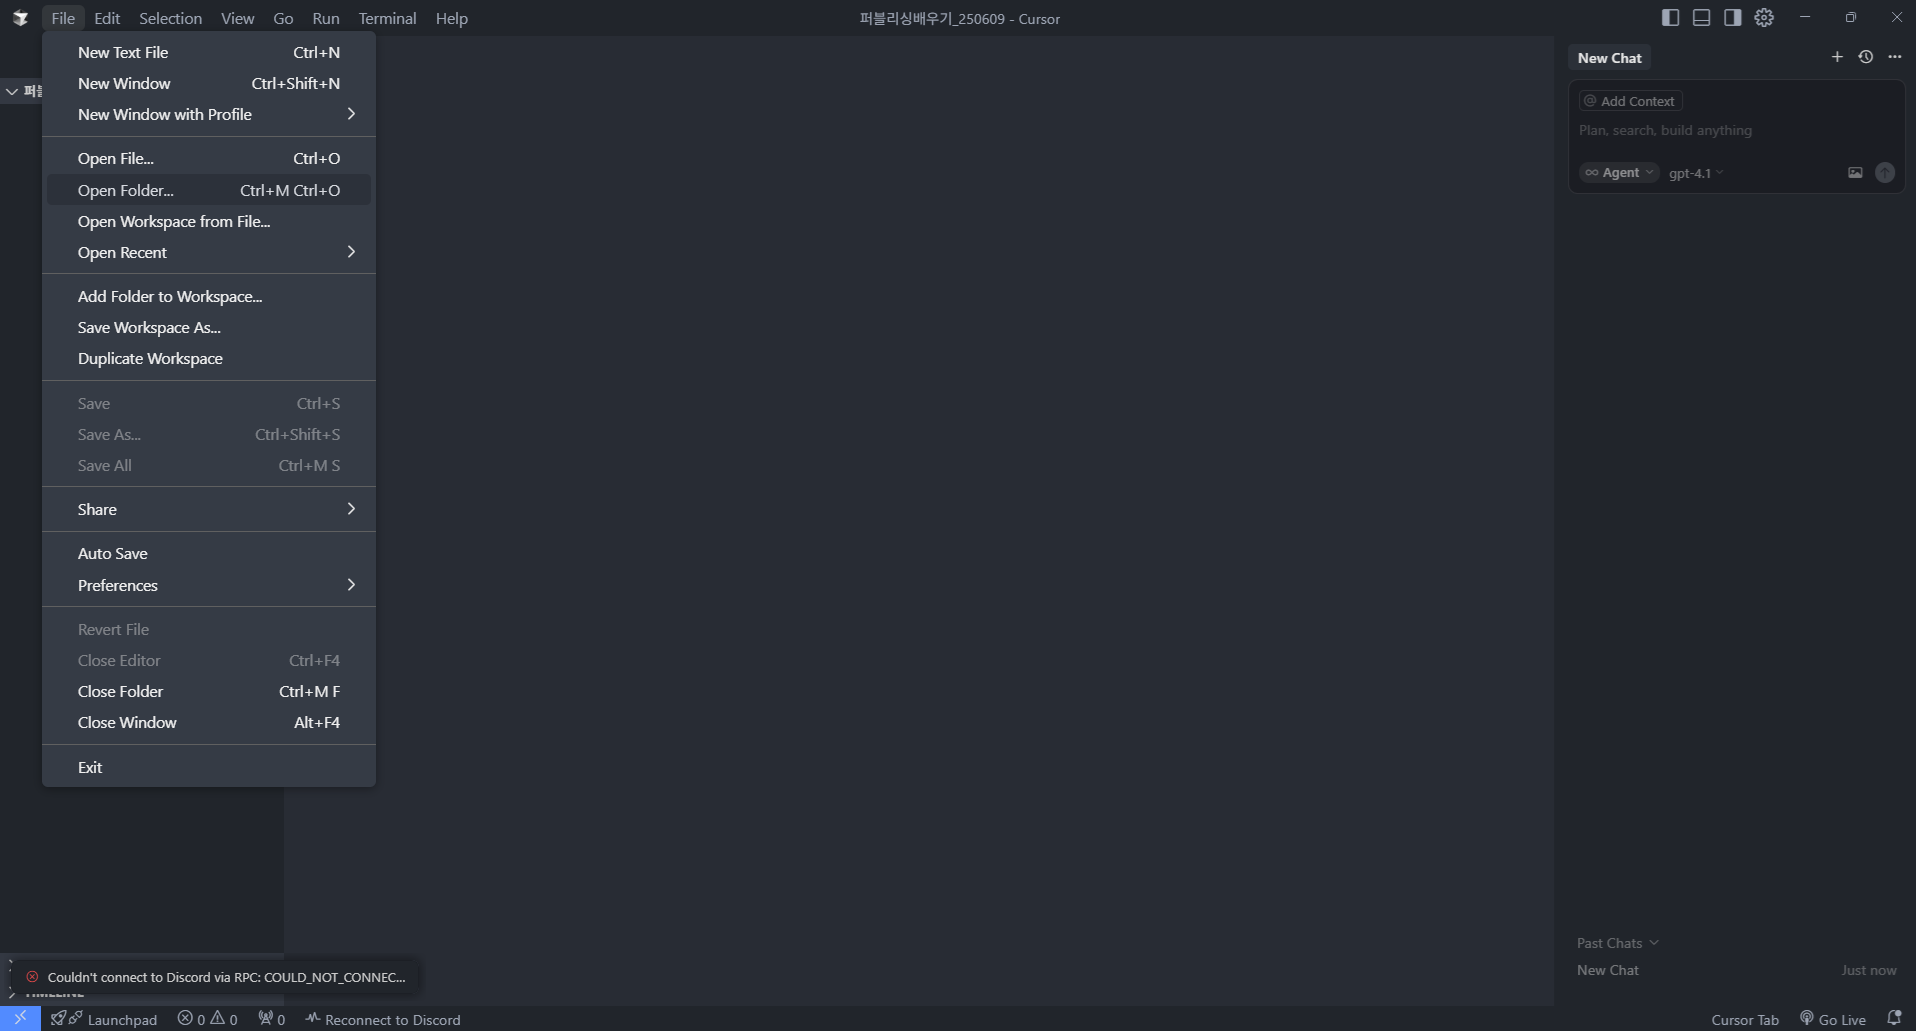 File Edit Selection View Go Run Terminal Help
퍼블리싱배우기_250609 - Cursor
New Text File Ctrl+N
New Window Ctrl+Shift+N
New Window with Profile
Open File... Ctrl+O
Open Folder... Ctrl+M Ctrl+O
Open Workspace from File...
Open Recent
Add Folder to Workspace...
Save Workspace As...
Duplicate Workspace
Save Ctrl+S
Save As... Ctrl+Shift+S
Save All Ctrl+M S
Share
Auto Save
Preferences
Revert File
Close Editor Ctrl+F4
Close Folder Ctrl+M F
Close Window Alt+F4
Exit
New Chat
@ Add Context
Plan, search, build anything
∞ Agent gpt-4.1
Past Chats
New Chat Just now
Couldn't connect to Discord via RPC: COULD_NOT_CONNEC...
TIMELINE
Launchpad 0 0 0 Reconnect to Discord
Cursor Tab Go Live